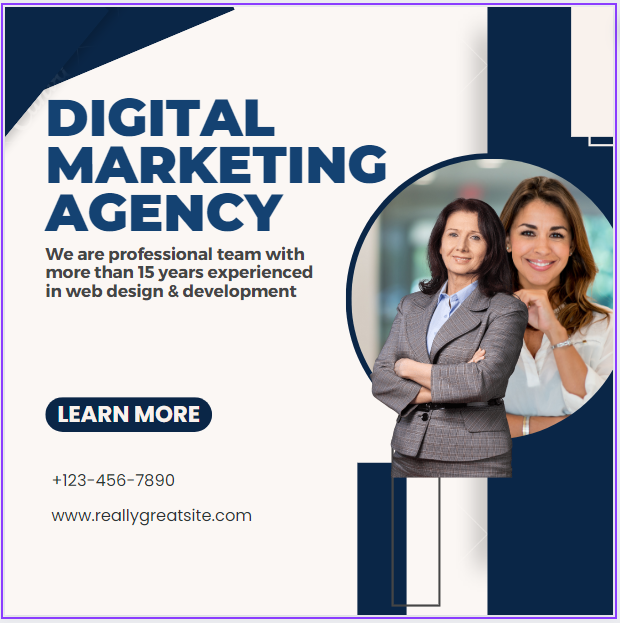 DIGITAL
MARKETING
AGENCY
We are professional team with
more than 15 years experienced
in web design & development
LEARN MORE
+123-456-7890
www.reallygreatsite.com